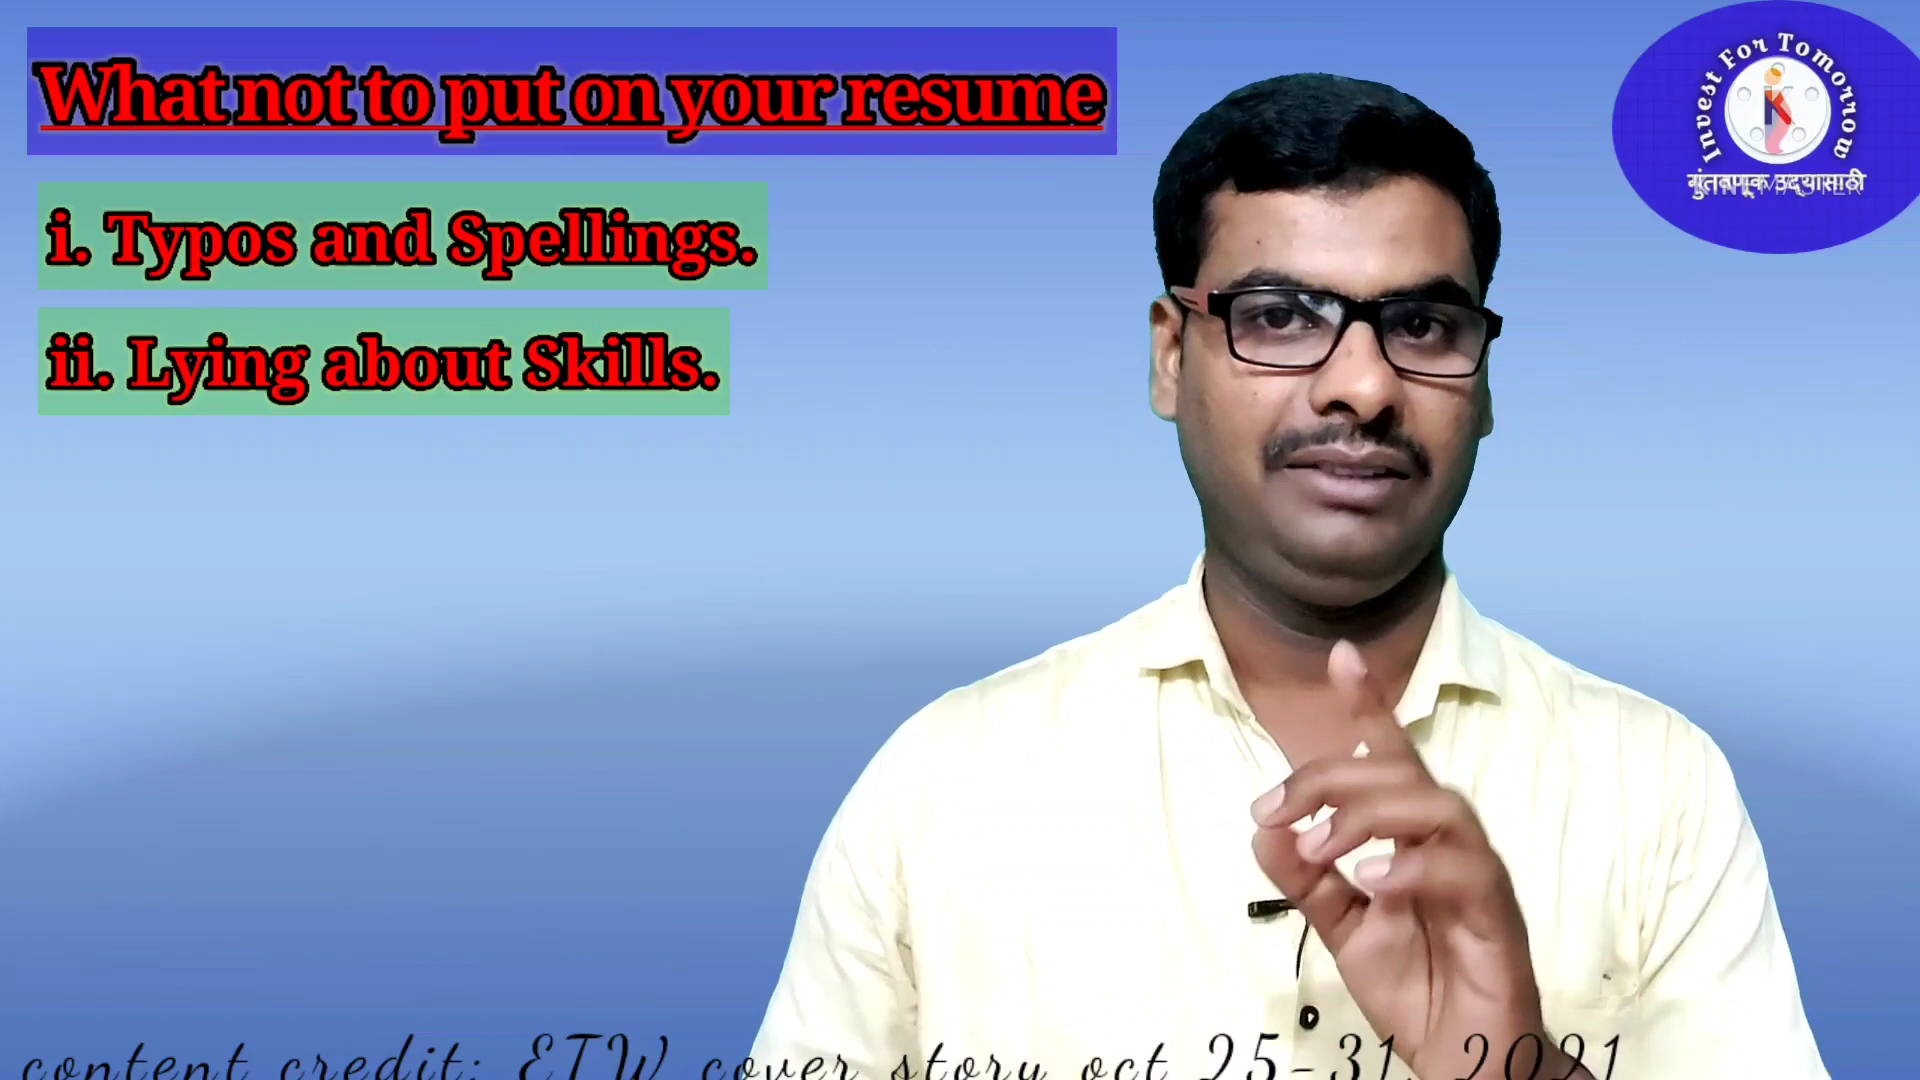 What not to put on your resume
i. Typos and Spellings.
ii. Lying about Skills.
Invest For Tomorrow
K
गुंतवणूक उद्यासाठी
content credit: ETW cover story oct 25-31, 2021